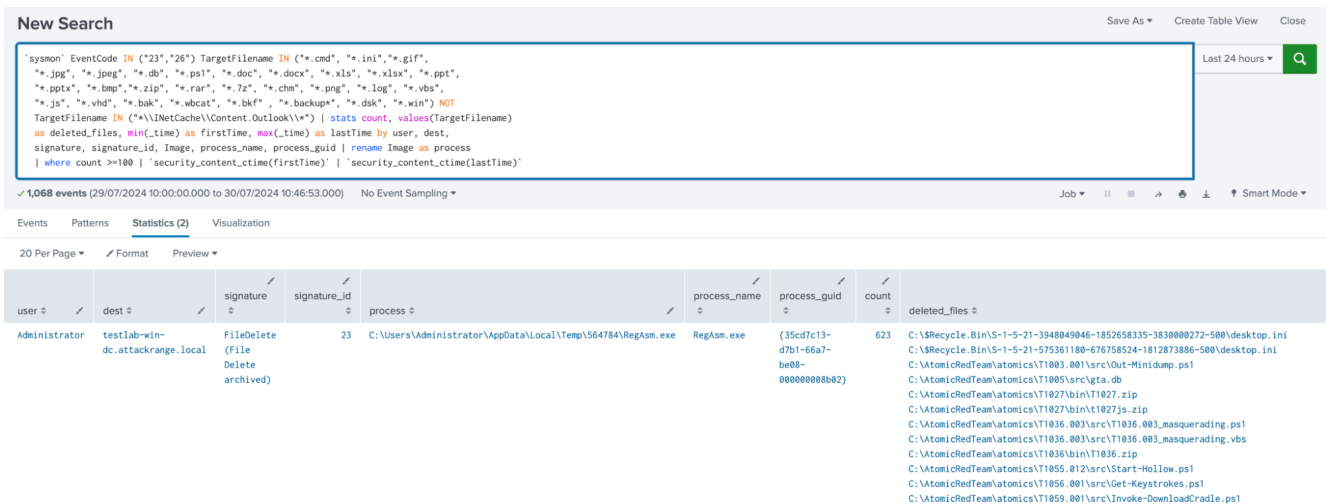 New Search
Save As Create Table View Close
`sysmon` EventCode IN ("23","26") TargetFilename IN ("*.cmd", "*.ini","*.gif",
"*.jpg", "*.jpeg", "*.db", "*.ps1", "*.doc", "*.docx", "*.xls", "*.xlsx", "*.ppt",
"*.pptx", "*.bmp","*.zip", "*.rar", "*.7z", "*.chm", "*.png", "*.log", "*.vbs",
"*.js", "*.vhd", "*.bak", "*.wbcat", "*.bkf" , "*.backup*", "*.dsk", "*.win") NOT
TargetFilename IN ("*\\INetCache\\Content.Outlook\\*") | stats count, values(TargetFilename)
as deleted_files, min(_time) as firstTime, max(_time) as lastTime by user, dest,
signature, signature_id, Image, process_name, process_guid | rename Image as process
| where count >=100 | `security_content_ctime(firstTime)` | `security_content_ctime(lastTime)`
Last 24 hours
1,068 events (29/07/2024 10:00:00.000 to 30/07/2024 10:46:53.000) No Event Sampling
Job Smart Mode
Events Patterns Statistics (2) Visualization
20 Per Page Format Preview
user dest signature signature_id process process_name process_guid count deleted_files
Administrator
testlab-win-
dc.attackrange.local
FileDelete
(File
Delete
archived)
23
C:\Users\Administrator\AppData\Local\Temp\564784\RegAsm.exe
RegAsm.exe
{35cd7c13-
d7b1-66a7-
be08-
000000008b02}
623
C:\$Recycle.Bin\S-1-5-21-3948049046-1852658335-3830000272-500\desktop.ini
C:\$Recycle.Bin\S-1-5-21-575361180-676758524-1812873886-500\desktop.ini
C:\AtomicRedTeam\atomics\T1003.001\src\Out-Minidump.ps1
C:\AtomicRedTeam\atomics\T1005\src\gta.db
C:\AtomicRedTeam\atomics\T1027\bin\T1027.zip
C:\AtomicRedTeam\atomics\T1027\bin\t1027js.zip
C:\AtomicRedTeam\atomics\T1036.003\src\T1036.003_masquerading.ps1
C:\AtomicRedTeam\atomics\T1036.003\src\T1036.003_masquerading.vbs
C:\AtomicRedTeam\atomics\T1036\bin\T1036.zip
C:\AtomicRedTeam\atomics\T1055.012\src\Start-Hollow.ps1
C:\AtomicRedTeam\atomics\T1056.001\src\Get-Keystrokes.ps1
C:\AtomicRedTeam\atomics\T1059.001\src\Invoke-DownloadCradle.ps1